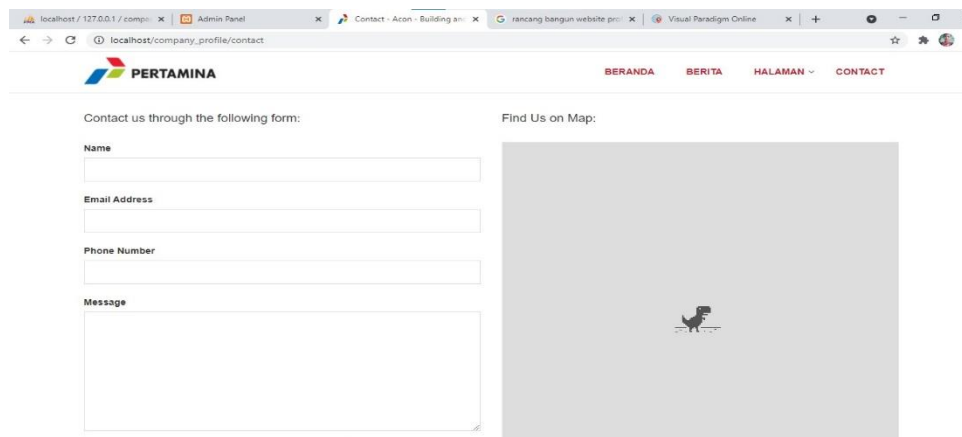 localhost / 127.0.0.1 / compe
Admin Panel
Contact - Acon - Building and
rancang bangun website prof
Visual Paradigm Online
localhost/company_profile/contact
PERTAMINA
BERANDA BERITA HALAMAN CONTACT
Contact us through the following form:
Find Us on Map:
Name
Email Address
Phone Number
Message